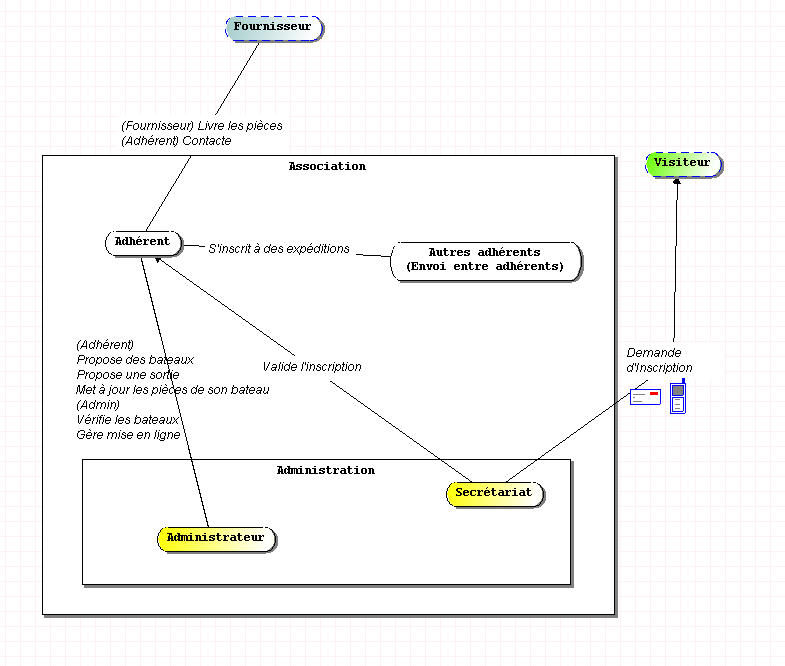 Fournisseur
(Fournisseur) Livre les pièces
(Adhérent) Contacte
Association
Visiteur
Adhérent
S'inscrit à des expéditions
Autres adhérents
(Envoi entre adhérents)
(Adhérent)
Propose des bateaux
Propose une sortie
Met à jour les pièces de son bateau
(Admin)
Vérifie les bateaux
Gère mise en ligne
Valide l'inscription
Demande
d'Inscription
Administration
Secrétariat
Administrateur